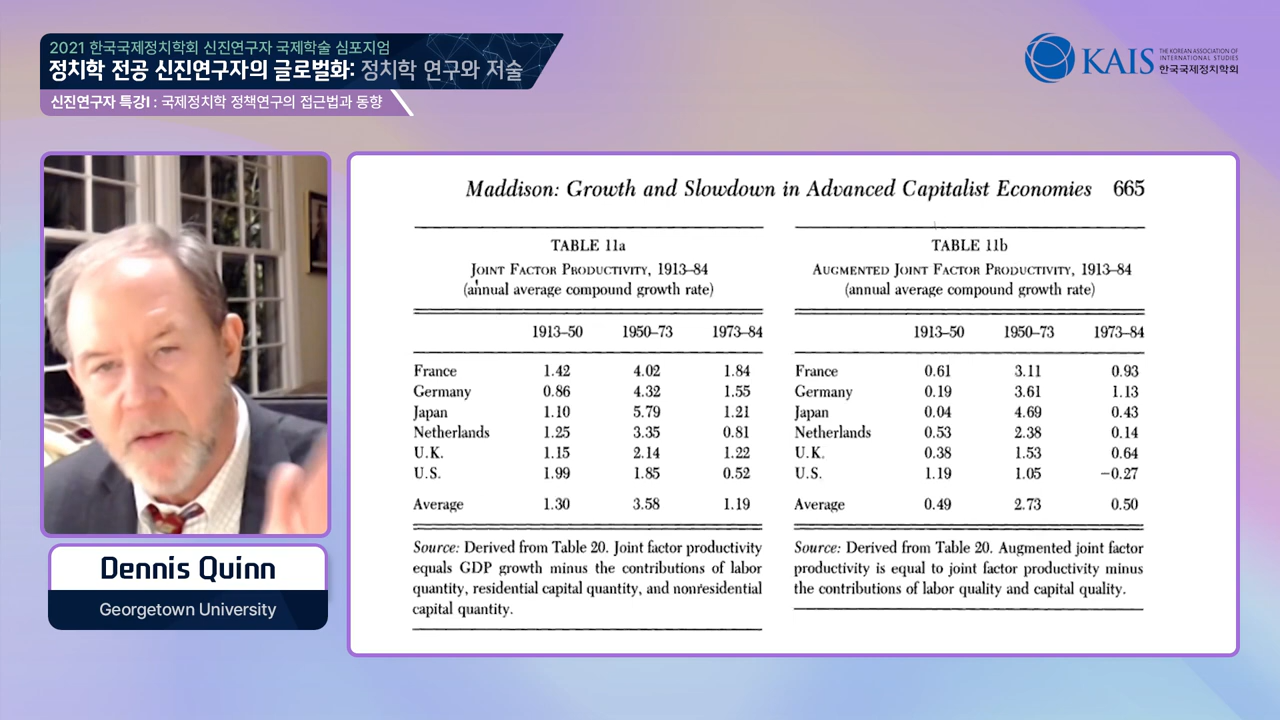 2021 한국국제정치학회 신진연구자 국제학술 심포지엄
정치학 전공 신진연구자의 글로벌화: 정치학 연구와 저술
신진연구자 특강I : 국제정치학 정책연구의 접근법과 동향
KAIS
THE KOREAN ASSOCIATION OF
INTERNATIONAL STUDIES
한국국제정치학회
Dennis Quinn
Georgetown University
Maddison: Growth and Slowdown in Advanced Capitalist Economies 665
TABLE 11a
JOINT FACTOR PRODUCTIVITY, 1913–84
(annual average compound growth rate)
1913–50 1950–73 1973–84
France 1.42 4.02 1.84
Germany 0.86 4.32 1.55
Japan 1.10 5.79 1.21
Netherlands 1.25 3.35 0.81
U.K. 1.15 2.14 1.22
U.S. 1.99 1.85 0.52
Average 1.30 3.58 1.19
Source: Derived from Table 20. Joint factor productivity
equals GDP growth minus the contributions of labor
quantity, residential capital quantity, and nonresidential
capital quantity.
TABLE 11b
AUGMENTED JOINT FACTOR PRODUCTIVITY, 1913–84
(annual average compound growth rate)
1913–50 1950–73 1973–84
France 0.61 3.11 0.93
Germany 0.19 3.61 1.13
Japan 0.04 4.69 0.43
Netherlands 0.53 2.38 0.14
U.K. 0.38 1.53 0.64
U.S. 1.19 1.05 −0.27
Average 0.49 2.73 0.50
Source: Derived from Table 20. Augmented joint factor
productivity is equal to joint factor productivity minus
the contributions of labor quality and capital quality.